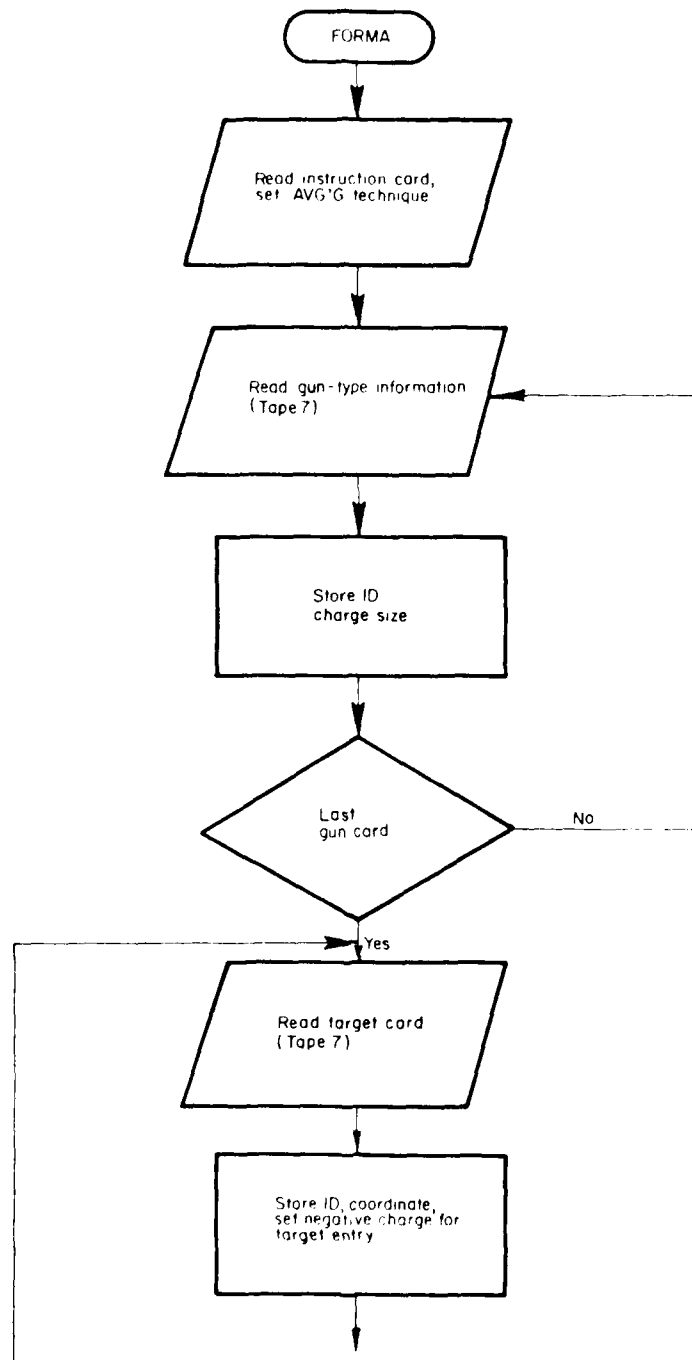 FORMA
Read instruction card,
set AVG'G technique
Read gun-type information
(Tape 7)
Store ID
charge size
Last
gun card
No
Yes
Read target card
(Tape 7)
Store ID, coordinate,
set negative charge for
target entry